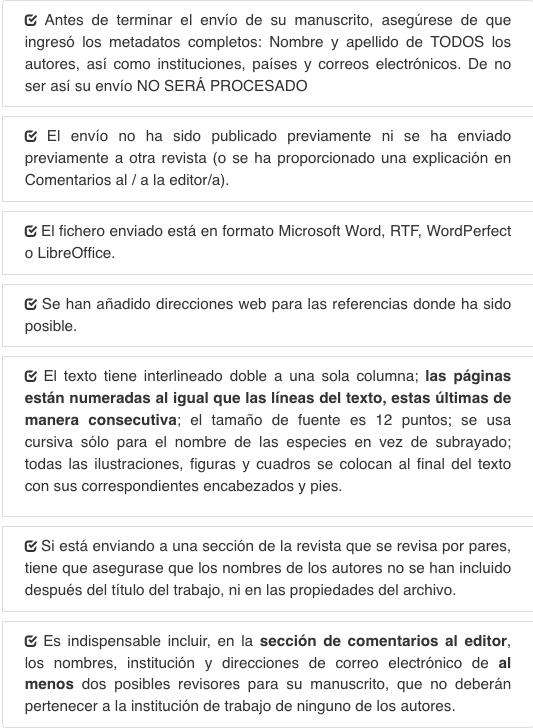 Antes de terminar el envío de su manuscrito, asegúrese de que
ingresó los metadatos completos: Nombre y apellido de TODOS los
autores, así como instituciones, países y correos electrónicos. De no
ser así su envío NO SERÁ PROCESADO
El envío no ha sido publicado previamente ni se ha enviado
previamente a otra revista (o se ha proporcionado una explicación en
Comentarios al / a la editor/a).
El fichero enviado está en formato Microsoft Word, RTF, WordPerfect
o LibreOffice.
Se han añadido direcciones web para las referencias donde ha sido
posible.
El texto tiene interlineado doble a una sola columna; las páginas
están numeradas al igual que las líneas del texto, estas últimas de
manera consecutiva; el tamaño de fuente es 12 puntos; se usa
cursiva sólo para el nombre de las especies en vez de subrayado;
todas las ilustraciones, figuras y cuadros se colocan al final del texto
con sus correspondientes encabezados y pies.
Si está enviando a una sección de la revista que se revisa por pares,
tiene que asegurase que los nombres de los autores no se han incluido
después del título del trabajo, ni en las propiedades del archivo.
Es indispensable incluir, en la sección de comentarios al editor,
los nombres, institución y direcciones de correo electrónico de al
menos dos posibles revisores para su manuscrito, que no deberán
pertenecer a la institución de trabajo de ninguno de los autores.